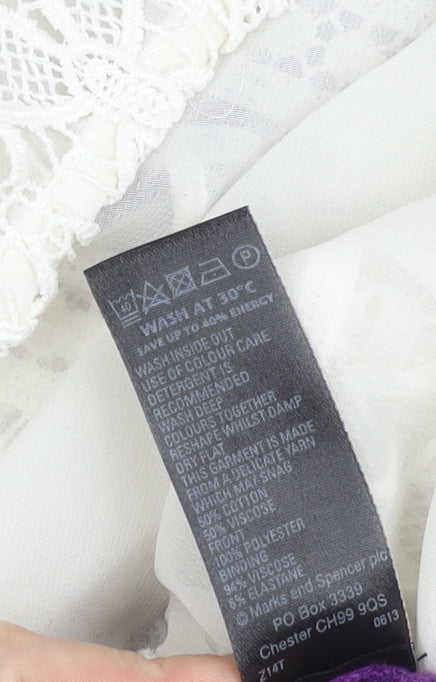 40 P
WASH AT 30°C
SAVE UP TO 40% ENERGY
WASH INSIDE OUT
USE OF COLOUR CARE
DETERGENT IS
RECOMMENDED
WASH DEEP
COLOURS TOGETHER
RESHAPE WHILST DAMP
DRY FLAT
THIS GARMENT IS MADE
FROM A DELICATE YARN
WHICH MAY SNAG
50% COTTON
50% VISCOSE
FRONT
100% POLYESTER
BINDING
94% VISCOSE
6% ELASTANE
© Marks and Spencer plc
PO Box 3339
Chester CH99 9QS
Z14T 0613